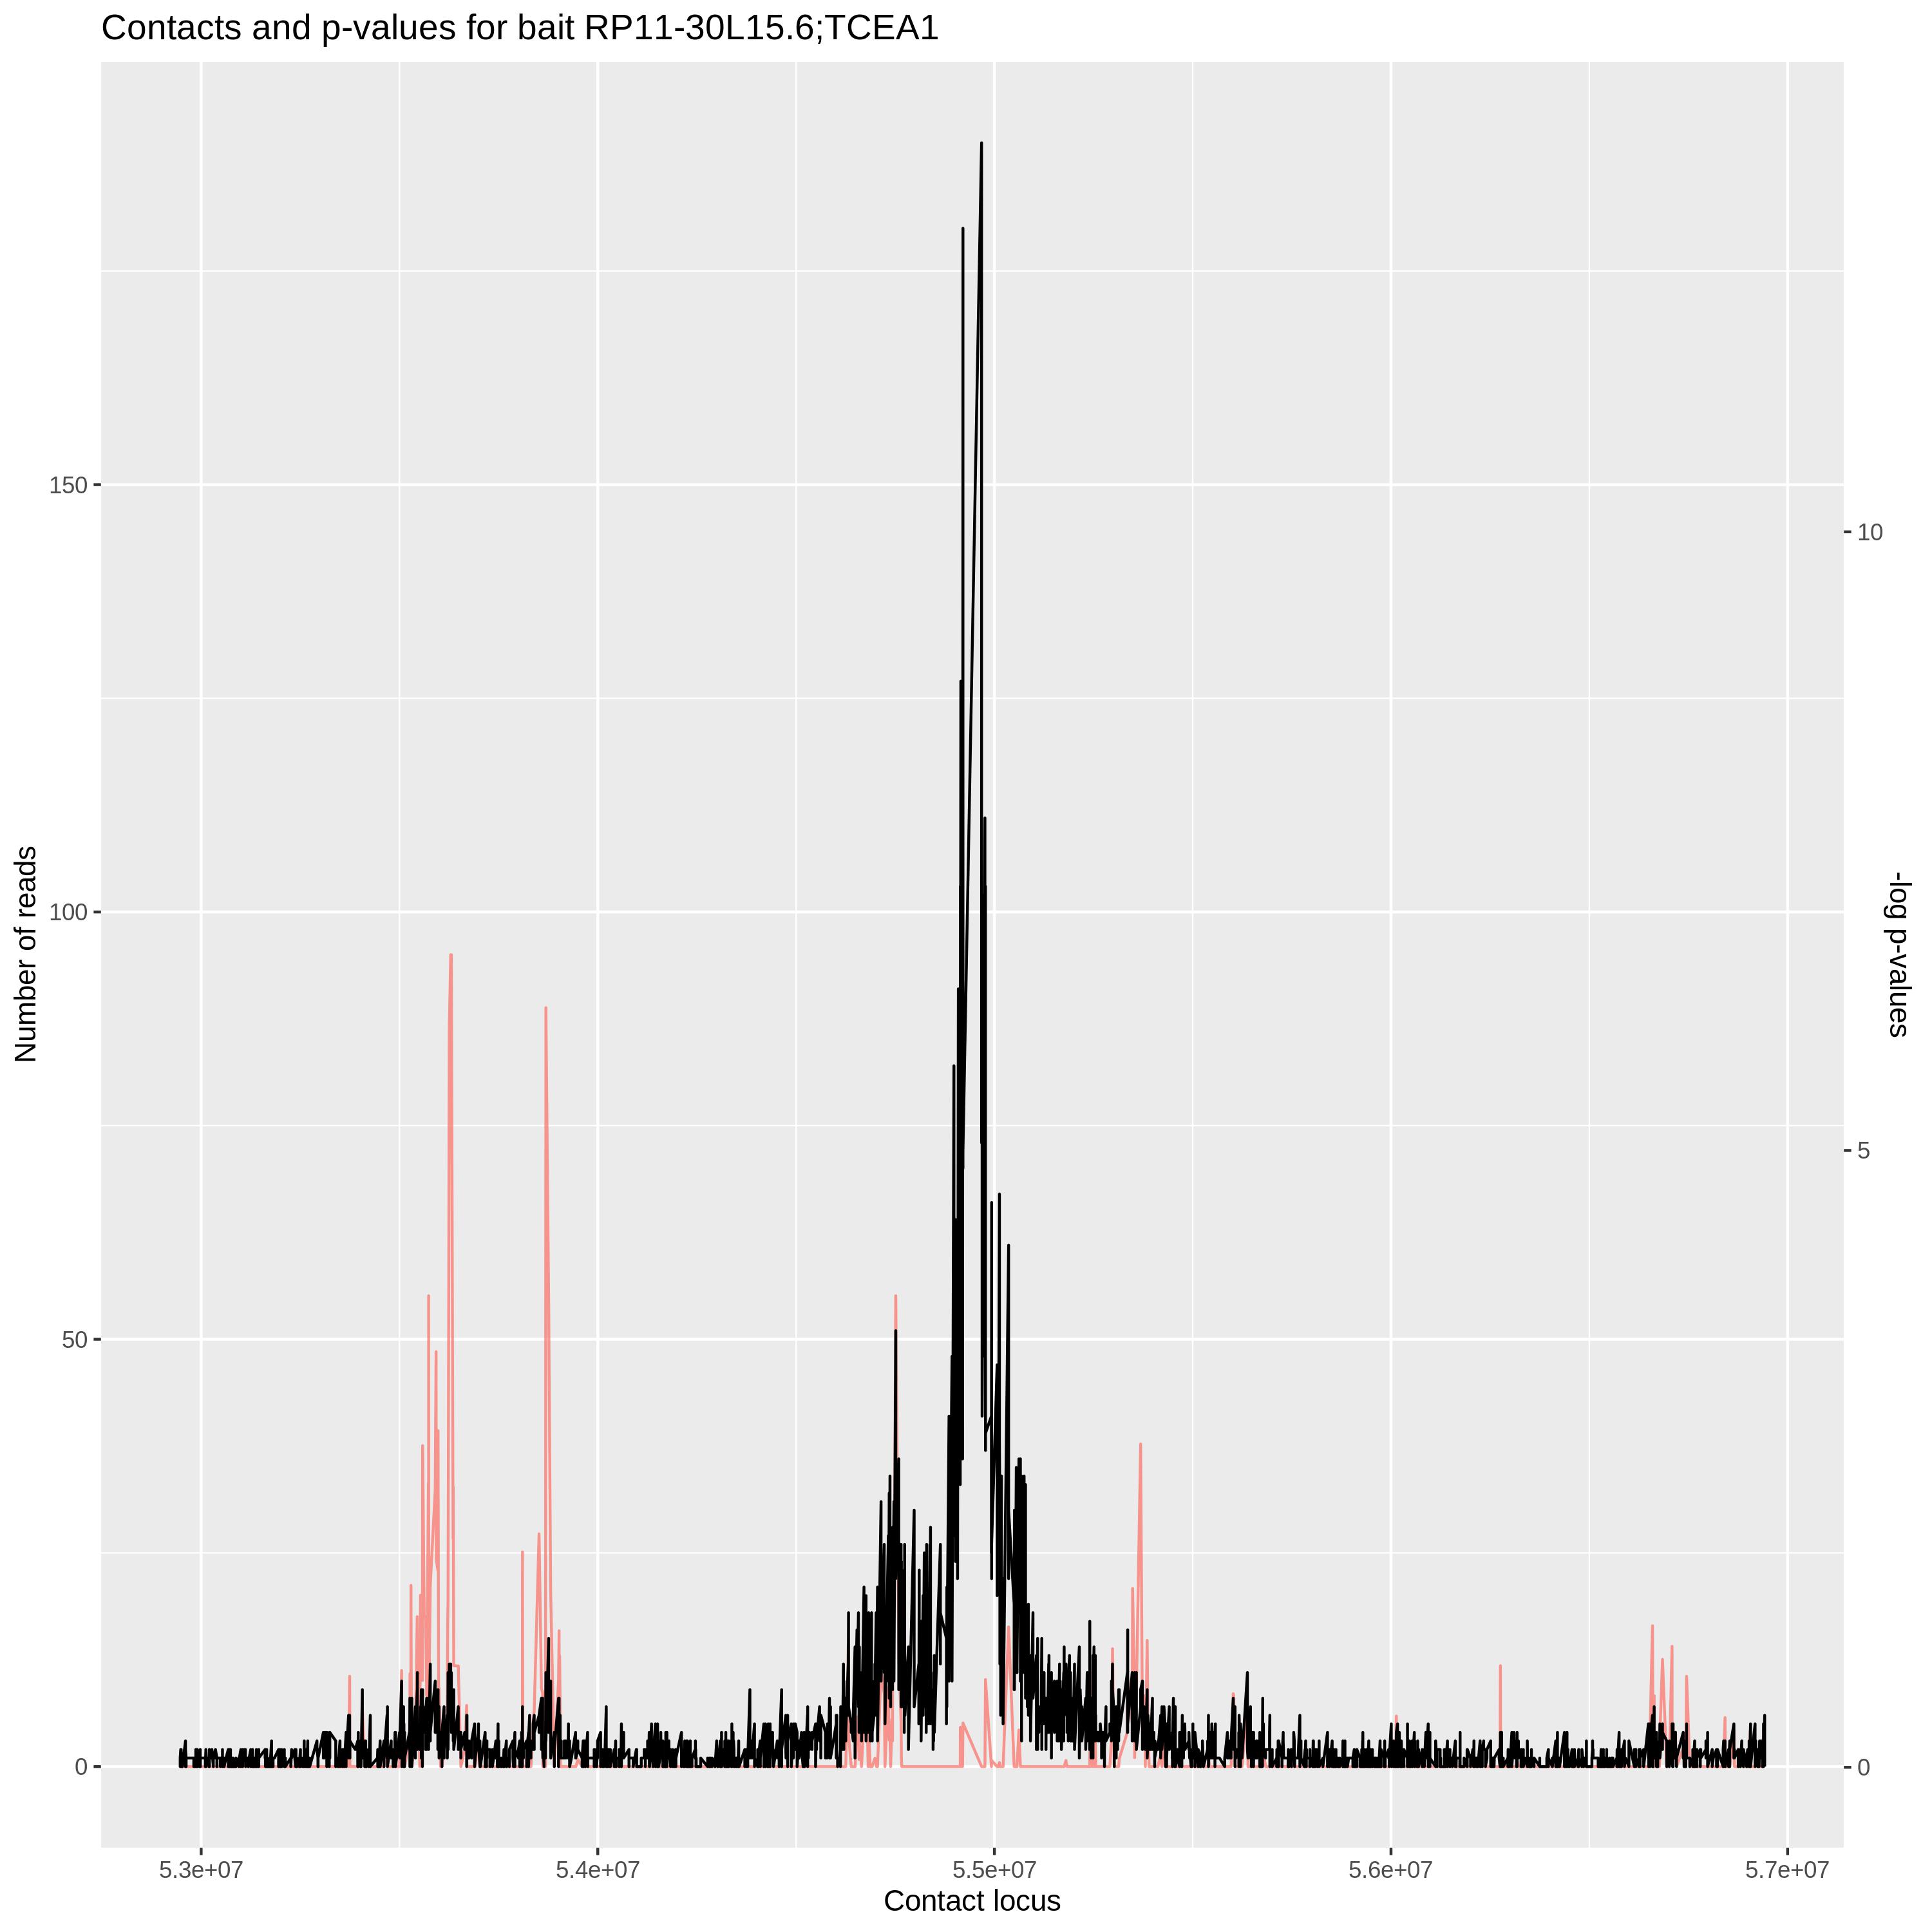 Contacts and p-values for bait RP11-30L15.6;TCEA1
Number of reads
150
100
50
0
10
5
0
-log p-values
5.3e+07 5.4e+07 5.5e+07 5.6e+07 5.7e+07
Contact locus